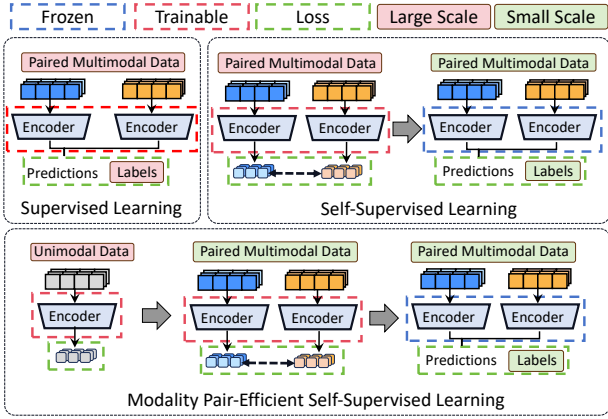 Frozen Trainable Loss Large Scale Small Scale
Paired Multimodal Data
Encoder Encoder
Predictions Labels
Supervised Learning
Paired Multimodal Data Paired Multimodal Data
Encoder Encoder Encoder Encoder
Predictions Labels
Self-Supervised Learning
Unimodal Data Paired Multimodal Data Paired Multimodal Data
Encoder Encoder Encoder Encoder Encoder
Predictions Labels
Modality Pair-Efficient Self-Supervised Learning